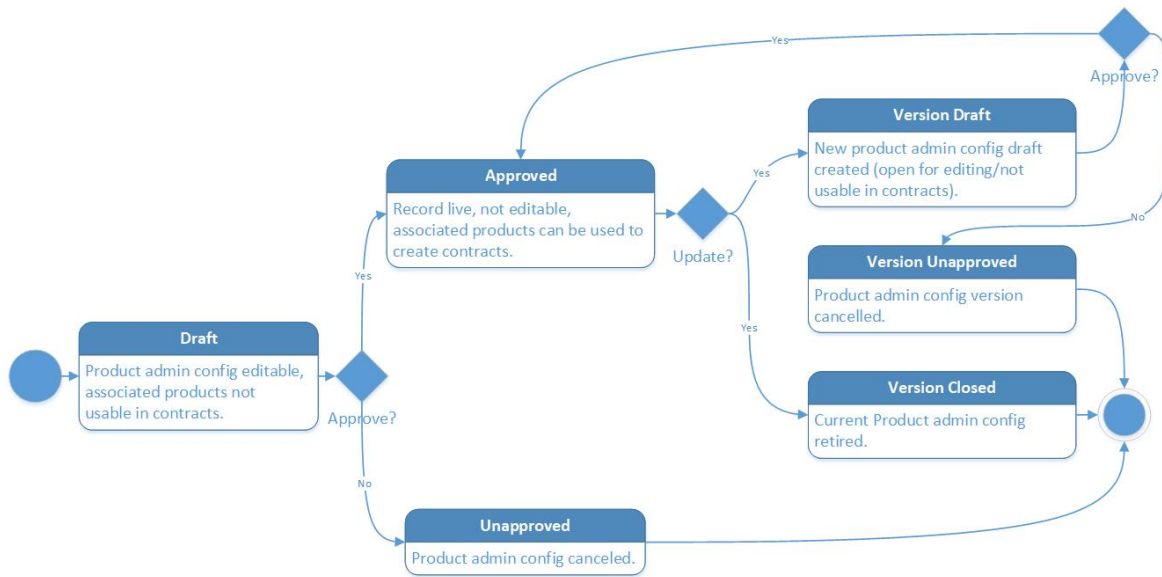 Yes
Approve?
Version Draft
New product admin config draft
created (open for editing/not
usable in contracts).
Approved
Record live, not editable,
associated products can be used to
create contracts.
Yes
Update?
No
Version Unapproved
Product admin config version
cancelled.
Yes
Yes
Draft
Product admin config editable,
associated products not
usable in contracts.
Approve?
Version Closed
Current Product admin config
retired.
No
Unapproved
Product admin config canceled.